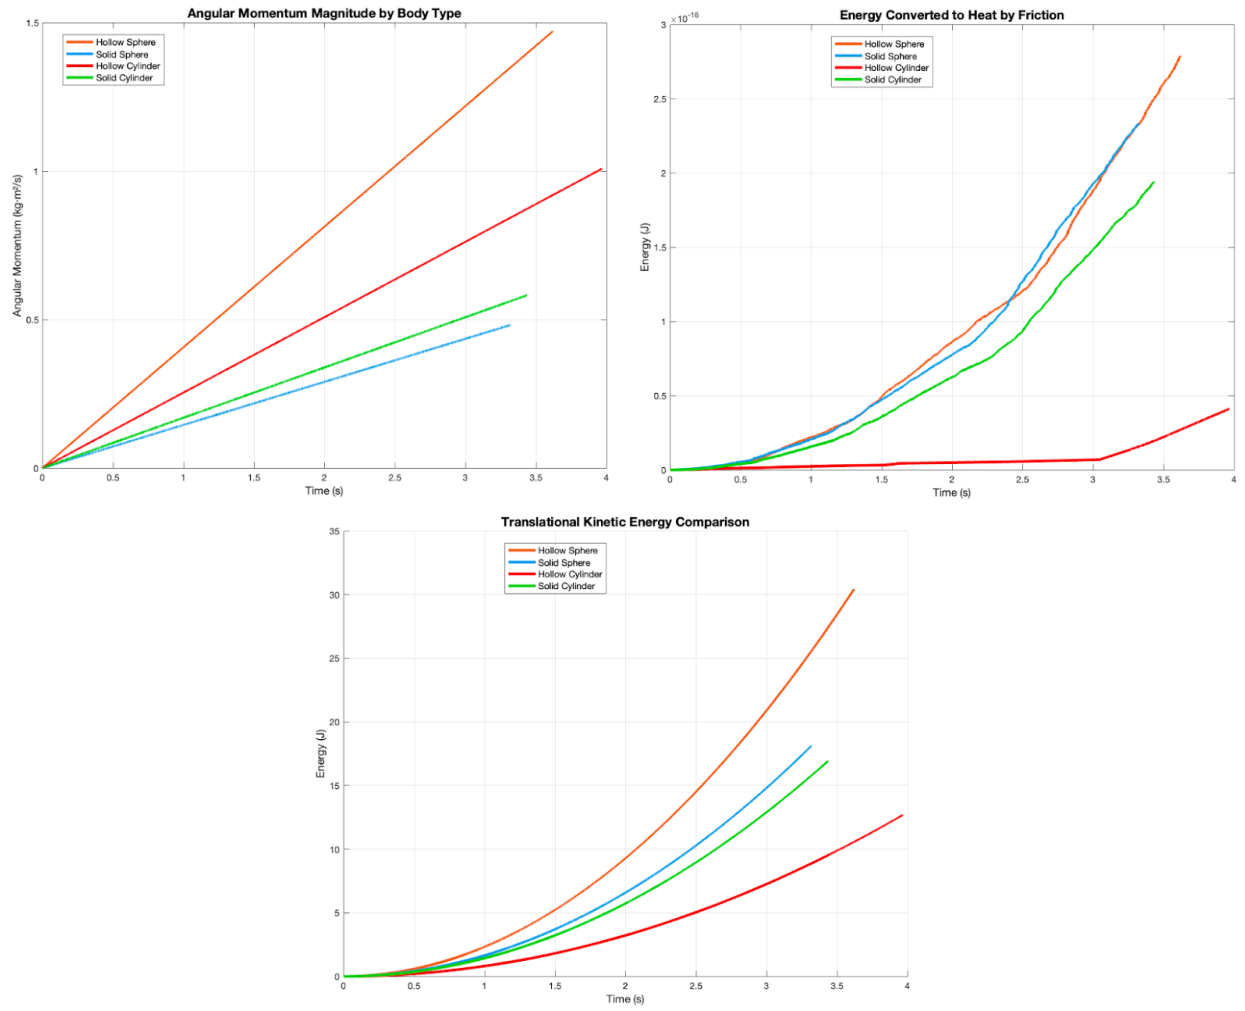 Angular Momentum Magnitude by Body Type
Hollow Sphere
Solid Sphere
Hollow Cylinder
Solid Cylinder
Angular Momentum (kg·m²/s)
1.5
1
0.5
0
0 0.5 1 1.5 2 2.5 3 3.5 4
Time (s)
Energy Converted to Heat by Friction
×10⁻¹⁶
Hollow Sphere
Solid Sphere
Hollow Cylinder
Solid Cylinder
Energy (J)
3
2.5
2
1.5
1
0.5
0
0 0.5 1 1.5 2 2.5 3 3.5 4
Time (s)
Translational Kinetic Energy Comparison
Hollow Sphere
Solid Sphere
Hollow Cylinder
Solid Cylinder
Energy (J)
35
30
25
20
15
10
5
0
0 0.5 1 1.5 2 2.5 3 3.5 4
Time (s)